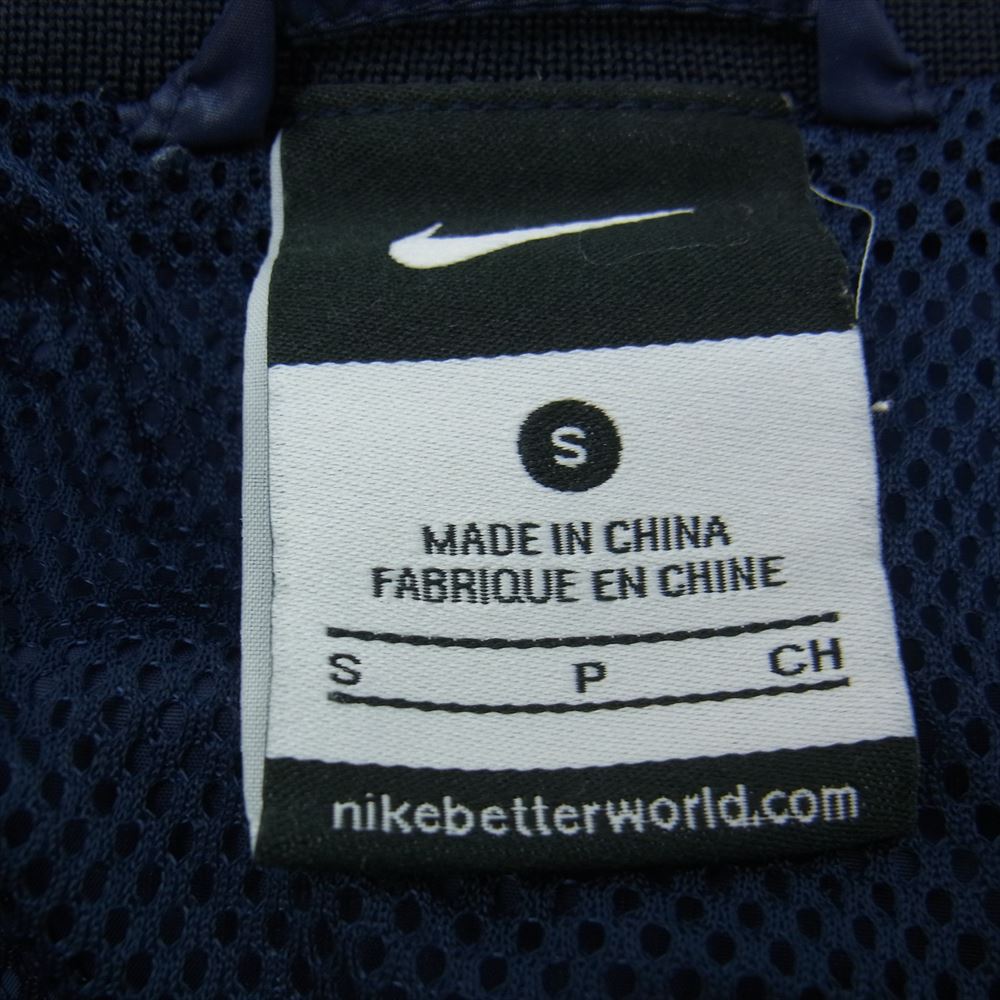 S
MADE IN CHINA
FABRIQUE EN CHINE
S P CH
nikebetterworld.com